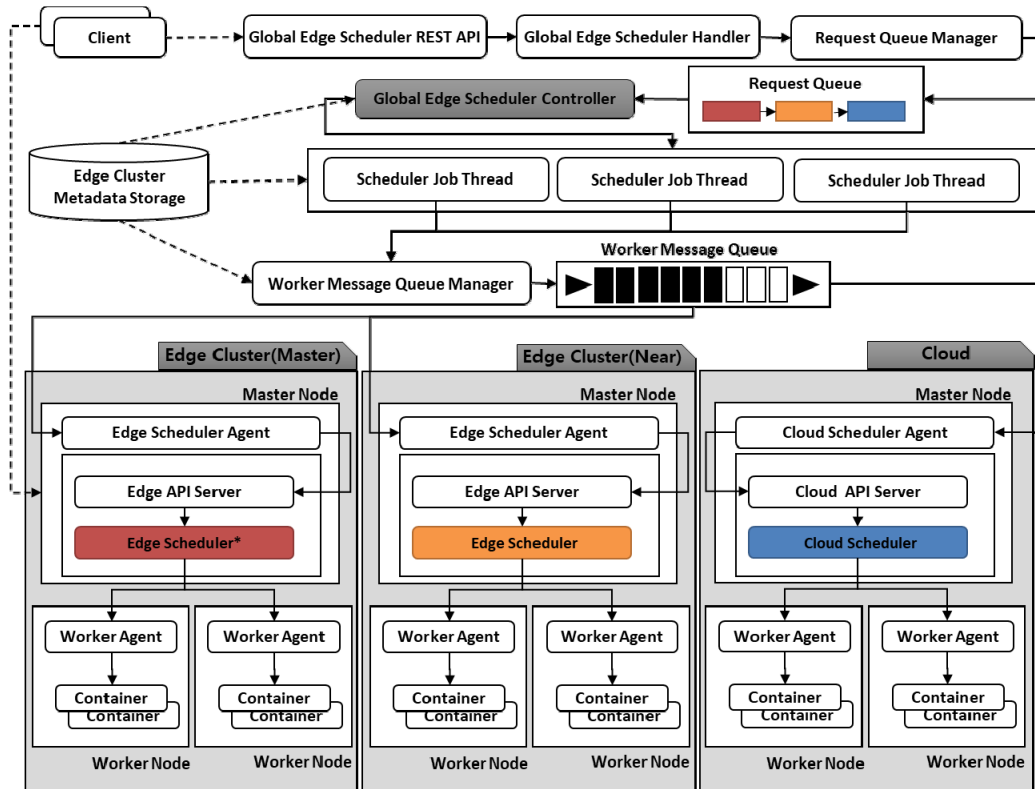 Client
Global Edge Scheduler REST API
Global Edge Scheduler Handler
Request Queue Manager
Request Queue
Global Edge Scheduler Controller
Edge Cluster
Metadata Storage
Scheduler Job Thread
Scheduler Job Thread
Scheduler Job Thread
Worker Message Queue
Worker Message Queue Manager
Edge Cluster(Master)
Edge Cluster(Near)
Cloud
Master Node
Master Node
Master Node
Edge Scheduler Agent
Edge Scheduler Agent
Cloud Scheduler Agent
Edge API Server
Edge API Server
Cloud API Server
Edge Scheduler*
Edge Scheduler
Cloud Scheduler
Worker Agent
Worker Agent
Worker Agent
Worker Agent
Worker Agent
Worker Agent
Container
Container
Container
Container
Container
Container
Container
Container
Container
Container
Container
Container
Worker Node
Worker Node
Worker Node
Worker Node
Worker Node
Worker Node